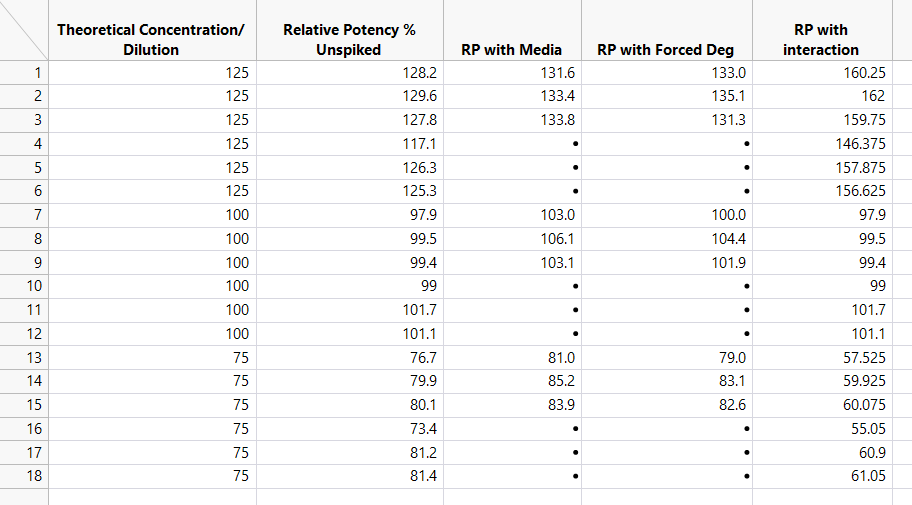 Theoretical Concentration/ Relative Potency % RP with
Dilution Unspiked RP with Media RP with Forced Deg interaction
1 125 128.2 131.6 133.0 160.25
2 125 129.6 133.4 135.1 162
3 125 127.8 133.8 131.3 159.75
4 125 117.1 • • 146.375
5 125 126.3 • • 157.875
6 125 125.3 • • 156.625
7 100 97.9 103.0 100.0 97.9
8 100 99.5 106.1 104.4 99.5
9 100 99.4 103.1 101.9 99.4
10 100 99 • • 99
11 100 101.7 • • 101.7
12 100 101.1 • • 101.1
13 75 76.7 81.0 79.0 57.525
14 75 79.9 85.2 83.1 59.925
15 75 80.1 83.9 82.6 60.075
16 75 73.4 • • 55.05
17 75 81.2 • • 60.9
18 75 81.4 • • 61.05